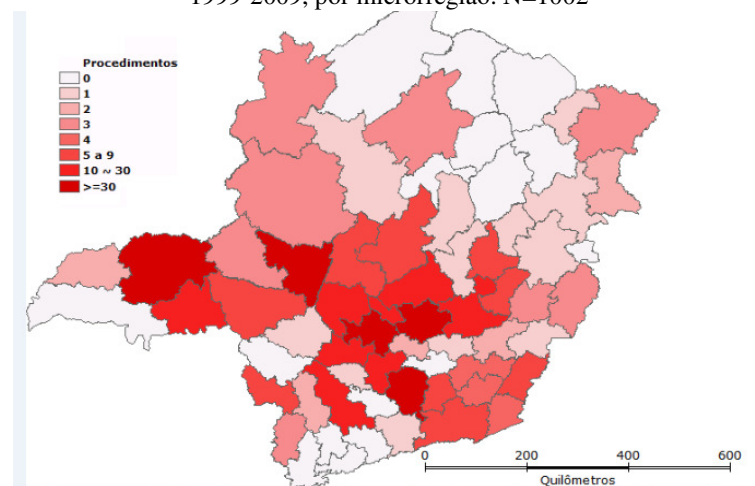 1999-2009, por microrregião. N=1002
Procedimentos
0
1
2
3
4
5 a 9
10 ~ 30
>=30
0 200 400 600
Quilômetros